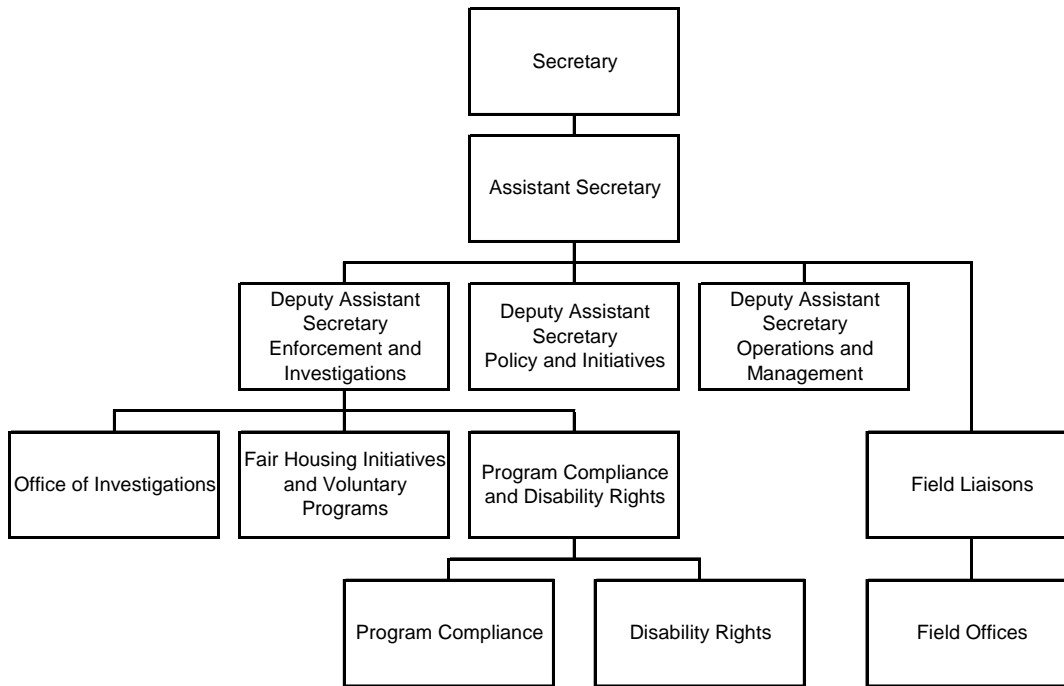 Secretary
Assistant Secretary
Deputy Assistant
Secretary
Enforcement and
Investigations
Deputy Assistant
Secretary
Policy and Initiatives
Deputy Assistant
Secretary
Operations and
Management
Office of Investigations
Fair Housing Initiatives
and Voluntary
Programs
Program Compliance
and Disability Rights
Field Liaisons
Program Compliance
Disability Rights
Field Offices